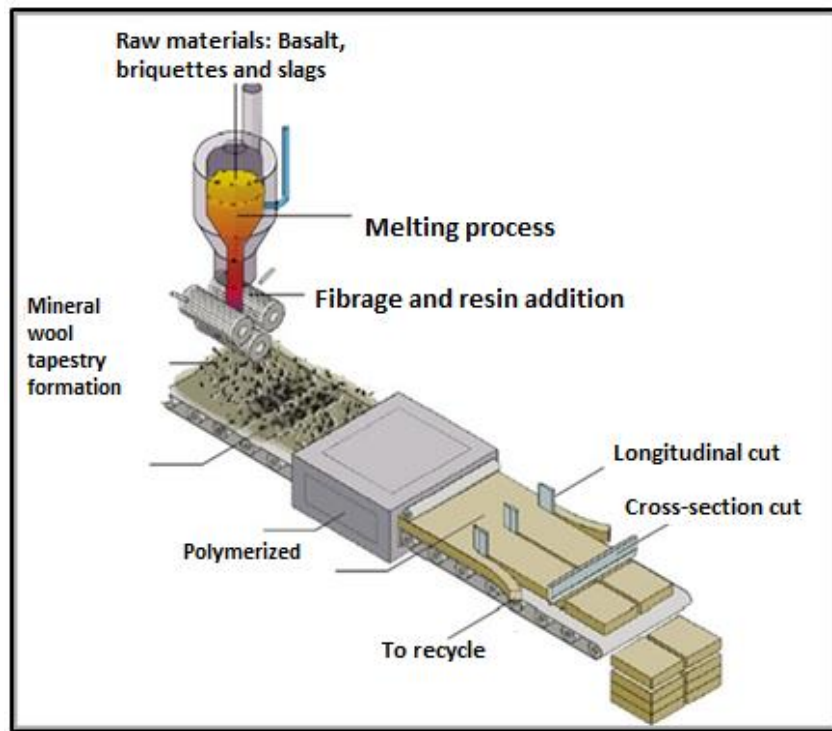 Raw materials: Basalt,
briquettes and slags
Melting process
Fibrage and resin addition
Mineral
wool
tapestry
formation
Longitudinal cut
Cross-section cut
Polymerized
To recycle